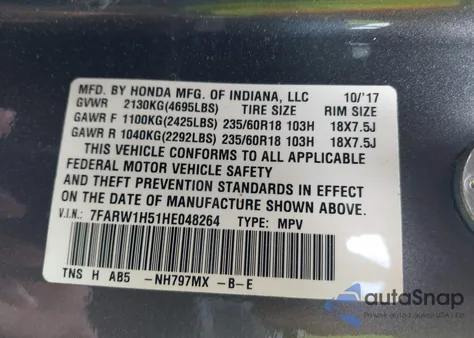 MFD. BY HONDA MFG. OF INDIANA, LLC 10/'17
GVWR 2130KG(4695LBS) TIRE SIZE RIM SIZE
GAWR F 1100KG(2425LBS) 235/60R18 103H 18X7.5J
GAWR R 1040KG(2292LBS) 235/60R18 103H 18X7.5J
THIS VEHICLE CONFORMS TO ALL APPLICABLE
FEDERAL MOTOR VEHICLE SAFETY
AND THEFT PREVENTION STANDARDS IN EFFECT
ON THE DATE OF MANUFACTURE SHOWN ABOVE.
V.I.N.: 7FARW1H51HE048264 TYPE: MPV
TNS H AB5 -NH797MX -B-E
autoSnap